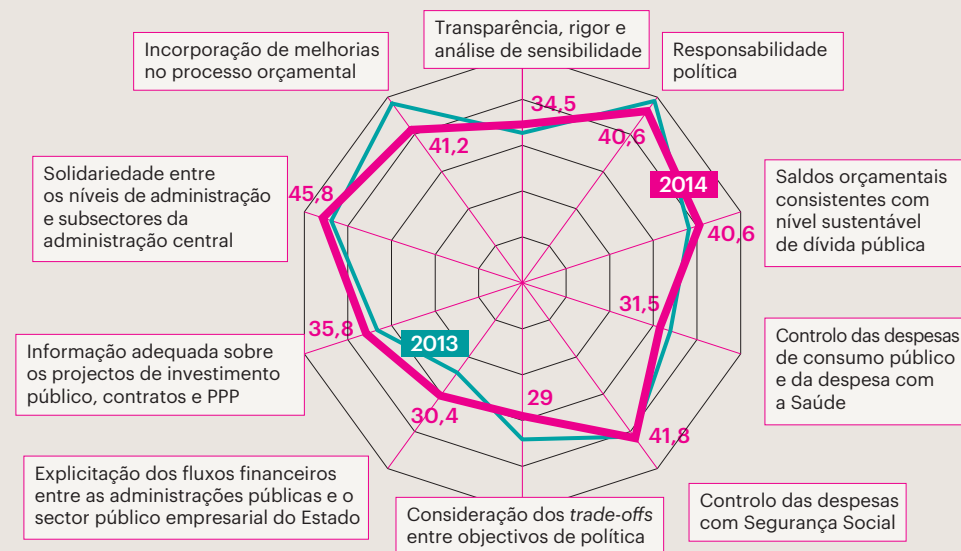 Transparência, rigor e
análise de sensibilidade
Incorporação de melhorias
no processo orçamental
Responsabilidade
política
34,5
41,2
40,6
Solidariedade entre
os níveis de administração
e subsectores da
administração central
45,8
2014
40,6
Saldos orçamentais
consistentes com
nível sustentável
de dívida pública
Informação adequada sobre
os projectos de investimento
público, contratos e PPP
35,8
2013
31,5
Controlo das despesas
de consumo público
e da despesa com
a Saúde
30,4
29
41,8
Explicitação dos fluxos financeiros
entre as administrações públicas e o
sector público empresarial do Estado
Consideração dos trade-offs
entre objectivos de política
Controlo das despesas
com Segurança Social